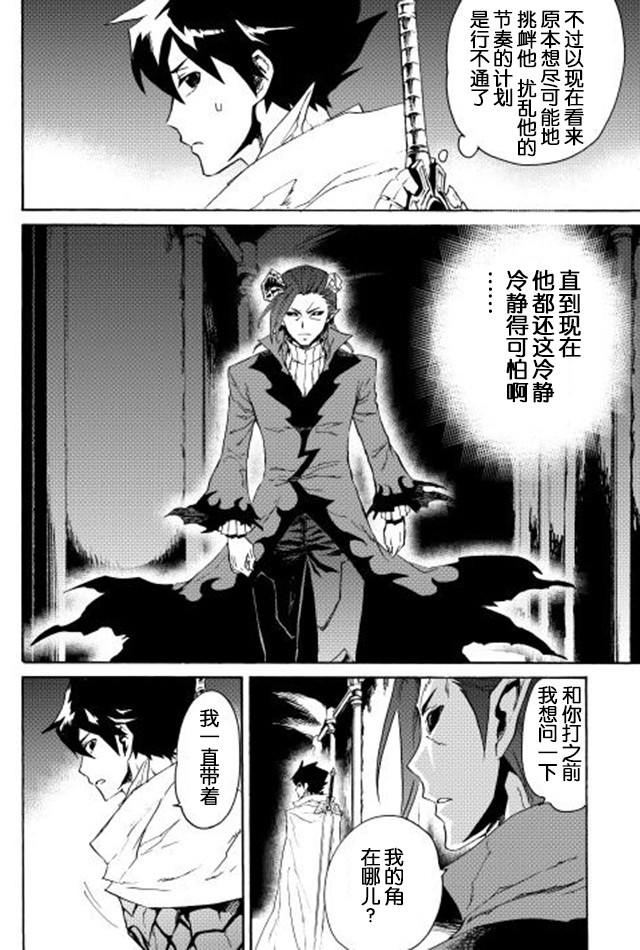 不过以现在看来
原本想尽可能地
挑衅他 扰乱他的
节奏的计划
是行不通了
直到现在
他都还这冷静
冷静得可怕啊
……
和你打之前
我想问一下
我的角
在哪儿？
我一直带着